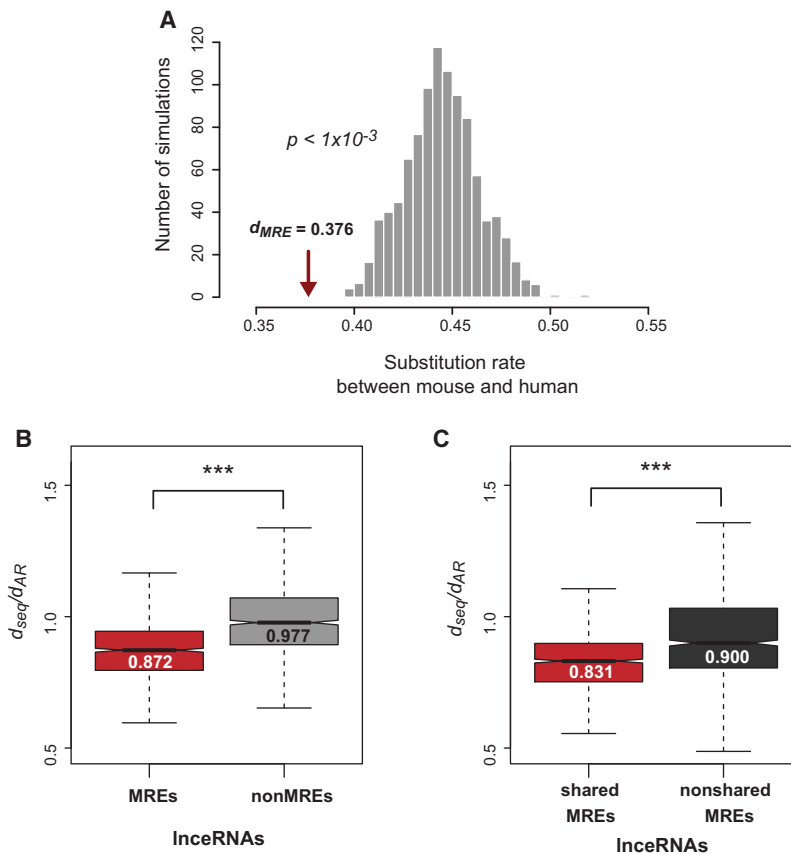 A
Number of simulations
120
100
80
60
40
20
0
p < 1x10-3
dMRE = 0.376
0.35
0.40
0.45
0.50
0.55
Substitution rate
between mouse and human
B
dseq/dAR
1.5
1.0
0.5
***
0.872
0.977
MREs
nonMREs
lnceRNAs
C
dseq/dAR
1.5
1.0
0.5
***
0.831
0.900
shared
MREs
nonshared
MREs
lnceRNAs